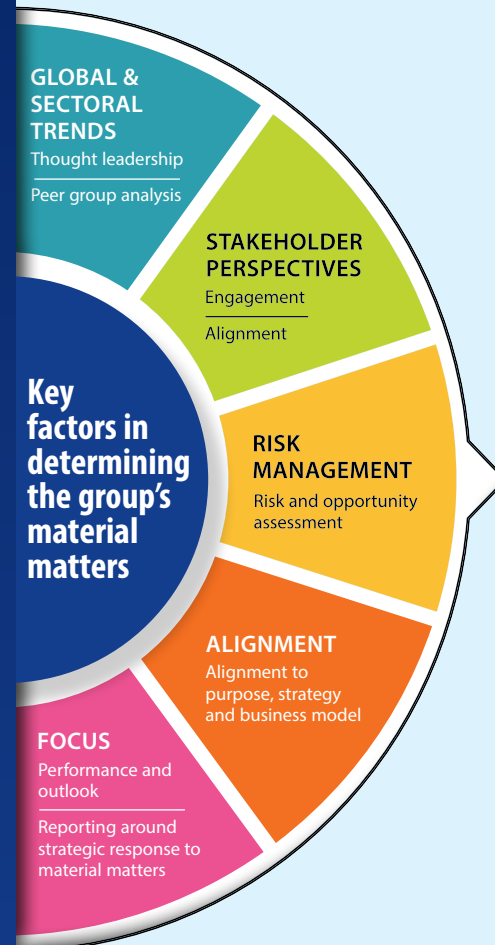 GLOBAL &
SECTORAL
TRENDS
Thought leadership
Peer group analysis
STAKEHOLDER
PERSPECTIVES
Engagement
Alignment
Key
factors in
determining
the group's
material
matters
RISK
MANAGEMENT
Risk and opportunity
assessment
ALIGNMENT
Alignment to
purpose, strategy
and business model
FOCUS
Performance and
outlook
Reporting around
strategic response to
material matters